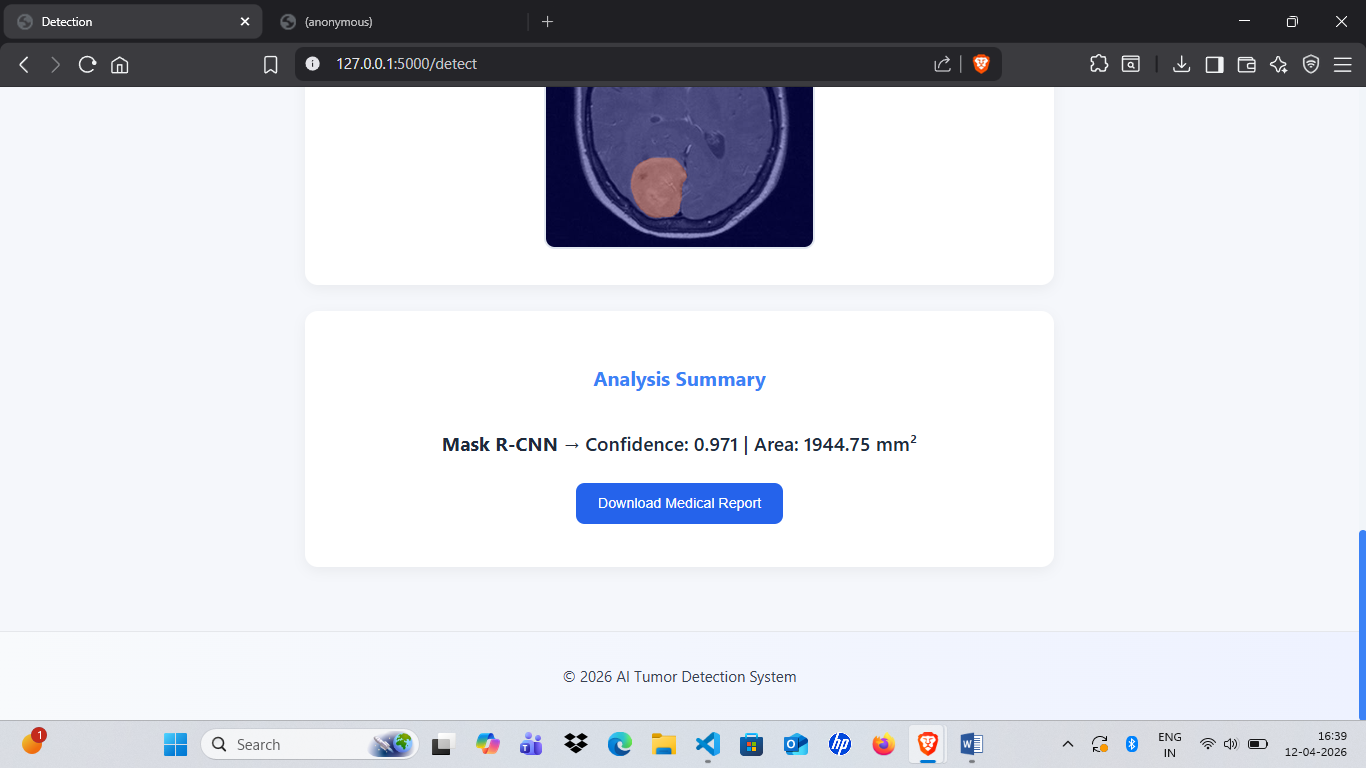 Detection
(anonymous)
127.0.0.1:5000/detect
Analysis Summary
Mask R-CNN → Confidence: 0.971 | Area: 1944.75 mm²
Download Medical Report
© 2026 AI Tumor Detection System
1
Search
ENG
IN
16:39
12-04-2026